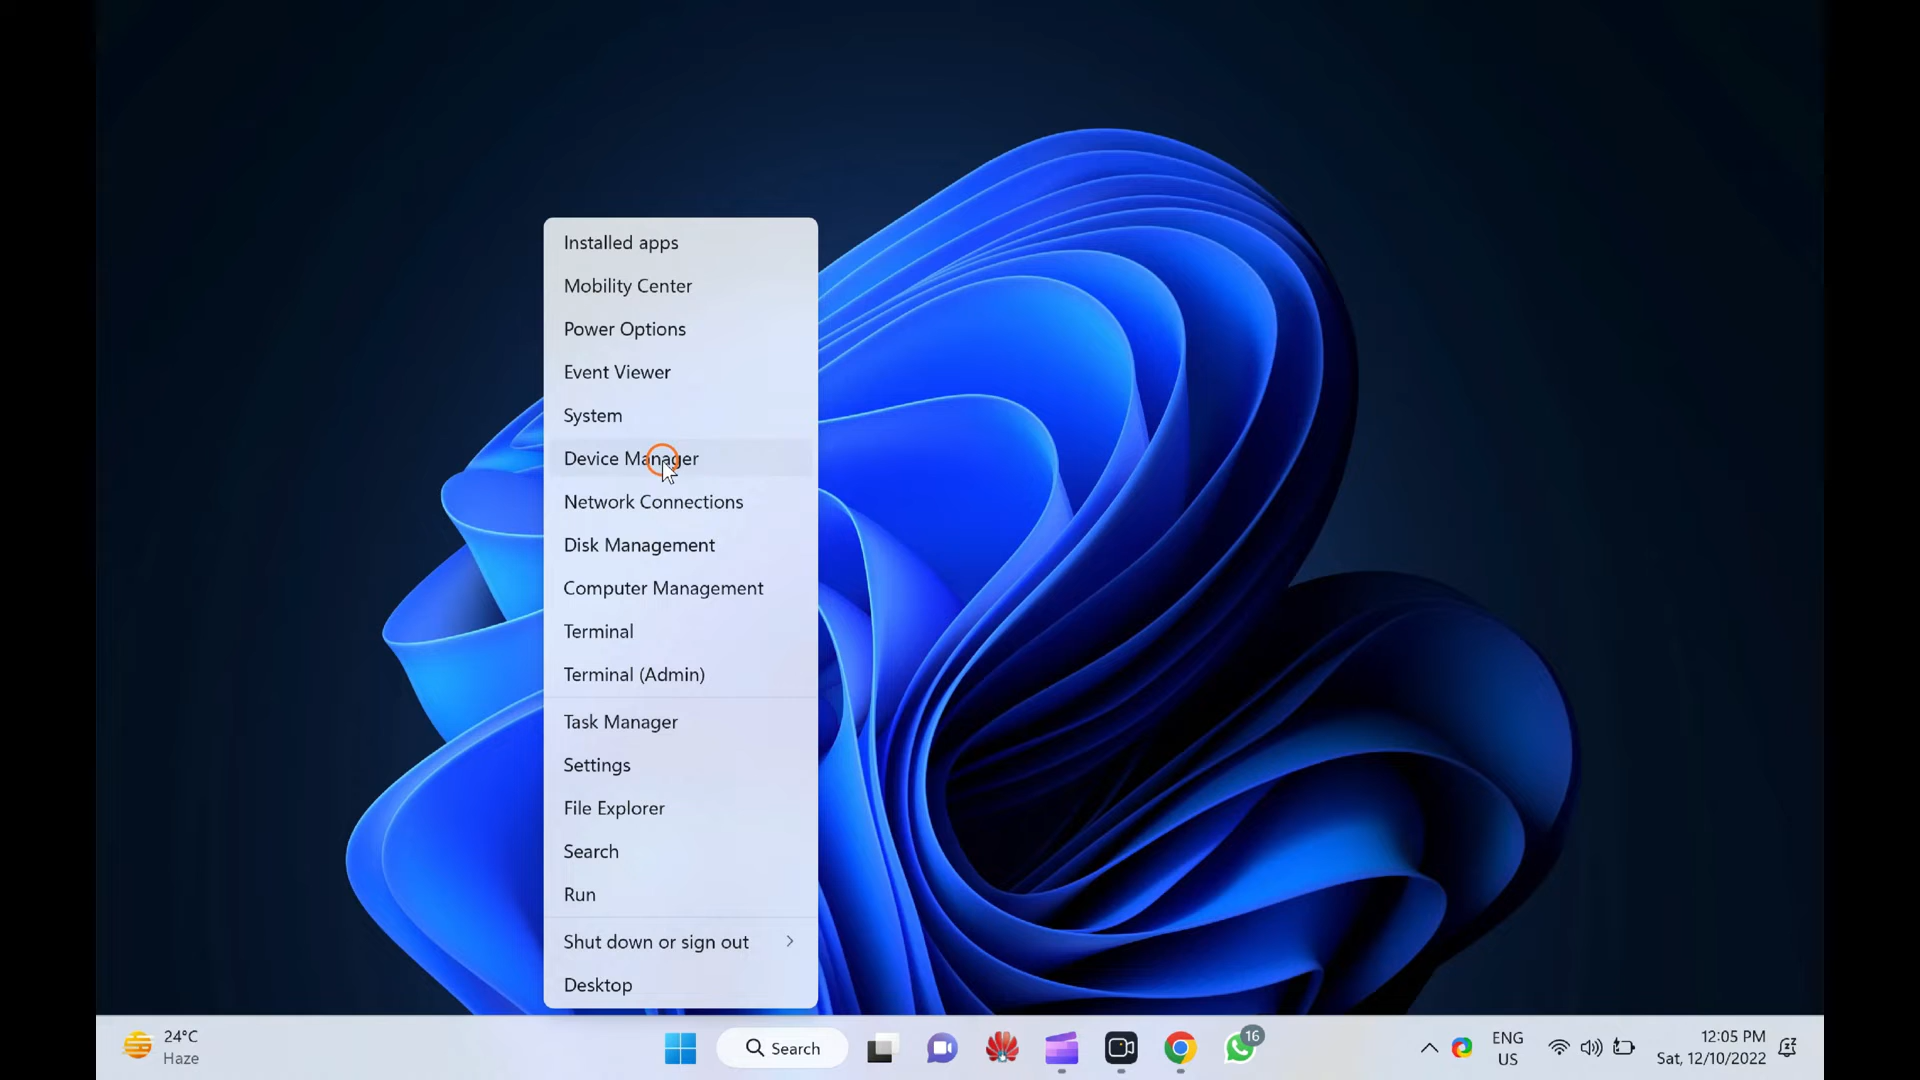 Installed apps
Mobility Center
Power Options
Event Viewer
System
Device Manager
Network Connections
Disk Management
Computer Management
Terminal
Terminal (Admin)
Task Manager
Settings
File Explorer
Search
Run
Shut down or sign out
Desktop
24°C
Haze
Search
16
ENG
US
12:05 PM
Sat, 12/10/2022